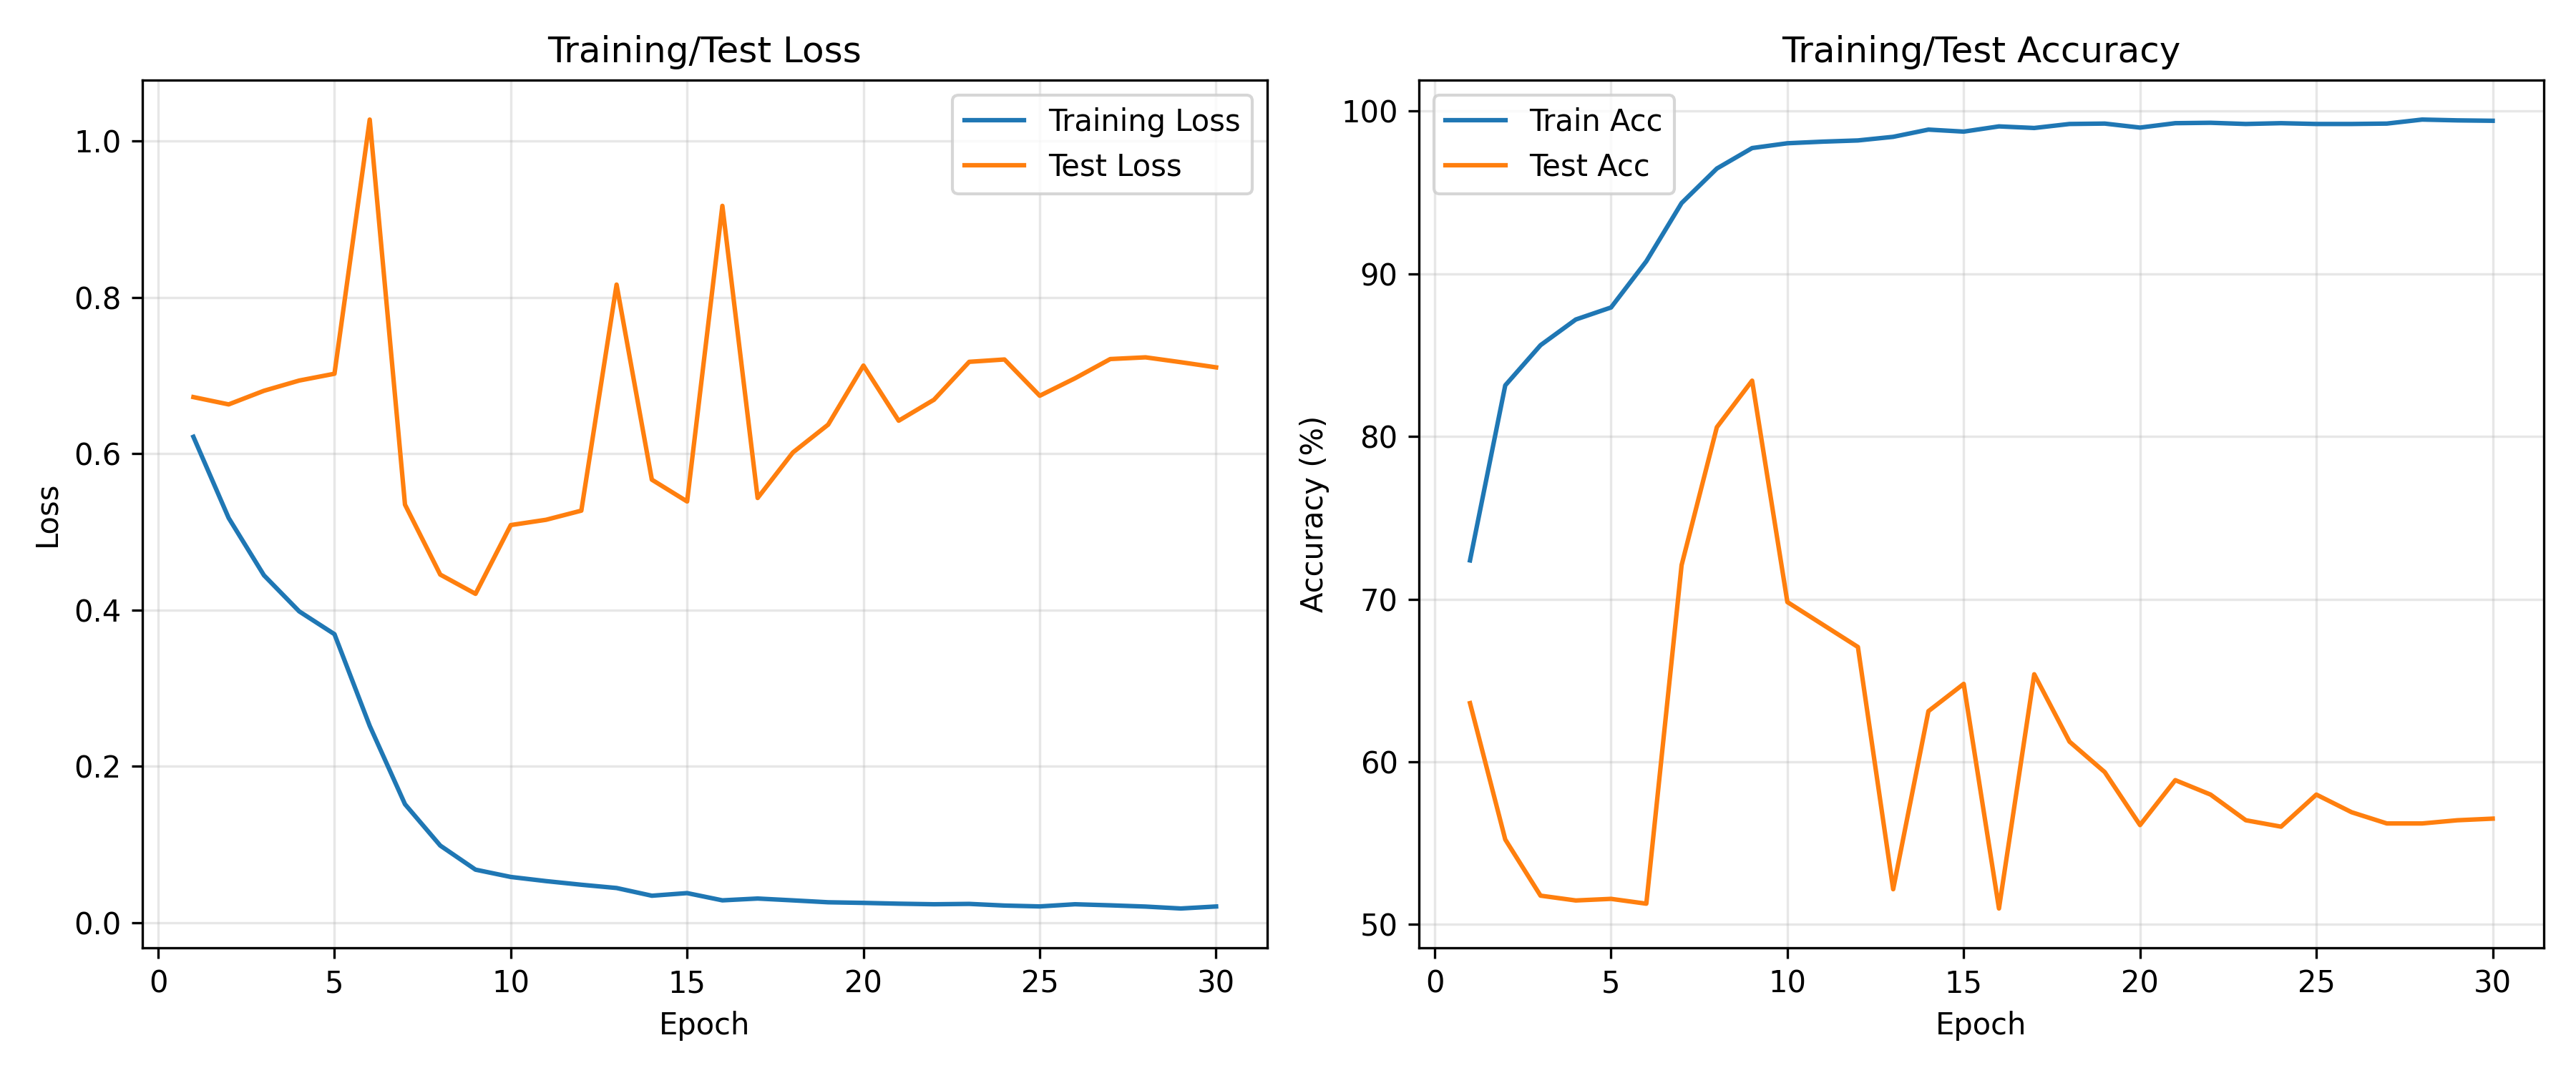 Training/Test Loss
Training Loss
Test Loss
1.0
0.8
0.6
0.4
0.2
0.0
Loss
0 5 10 15 20 25 30
Epoch
Training/Test Accuracy
Train Acc
Test Acc
100
90
80
70
60
50
Accuracy (%)
0 5 10 15 20 25 30
Epoch